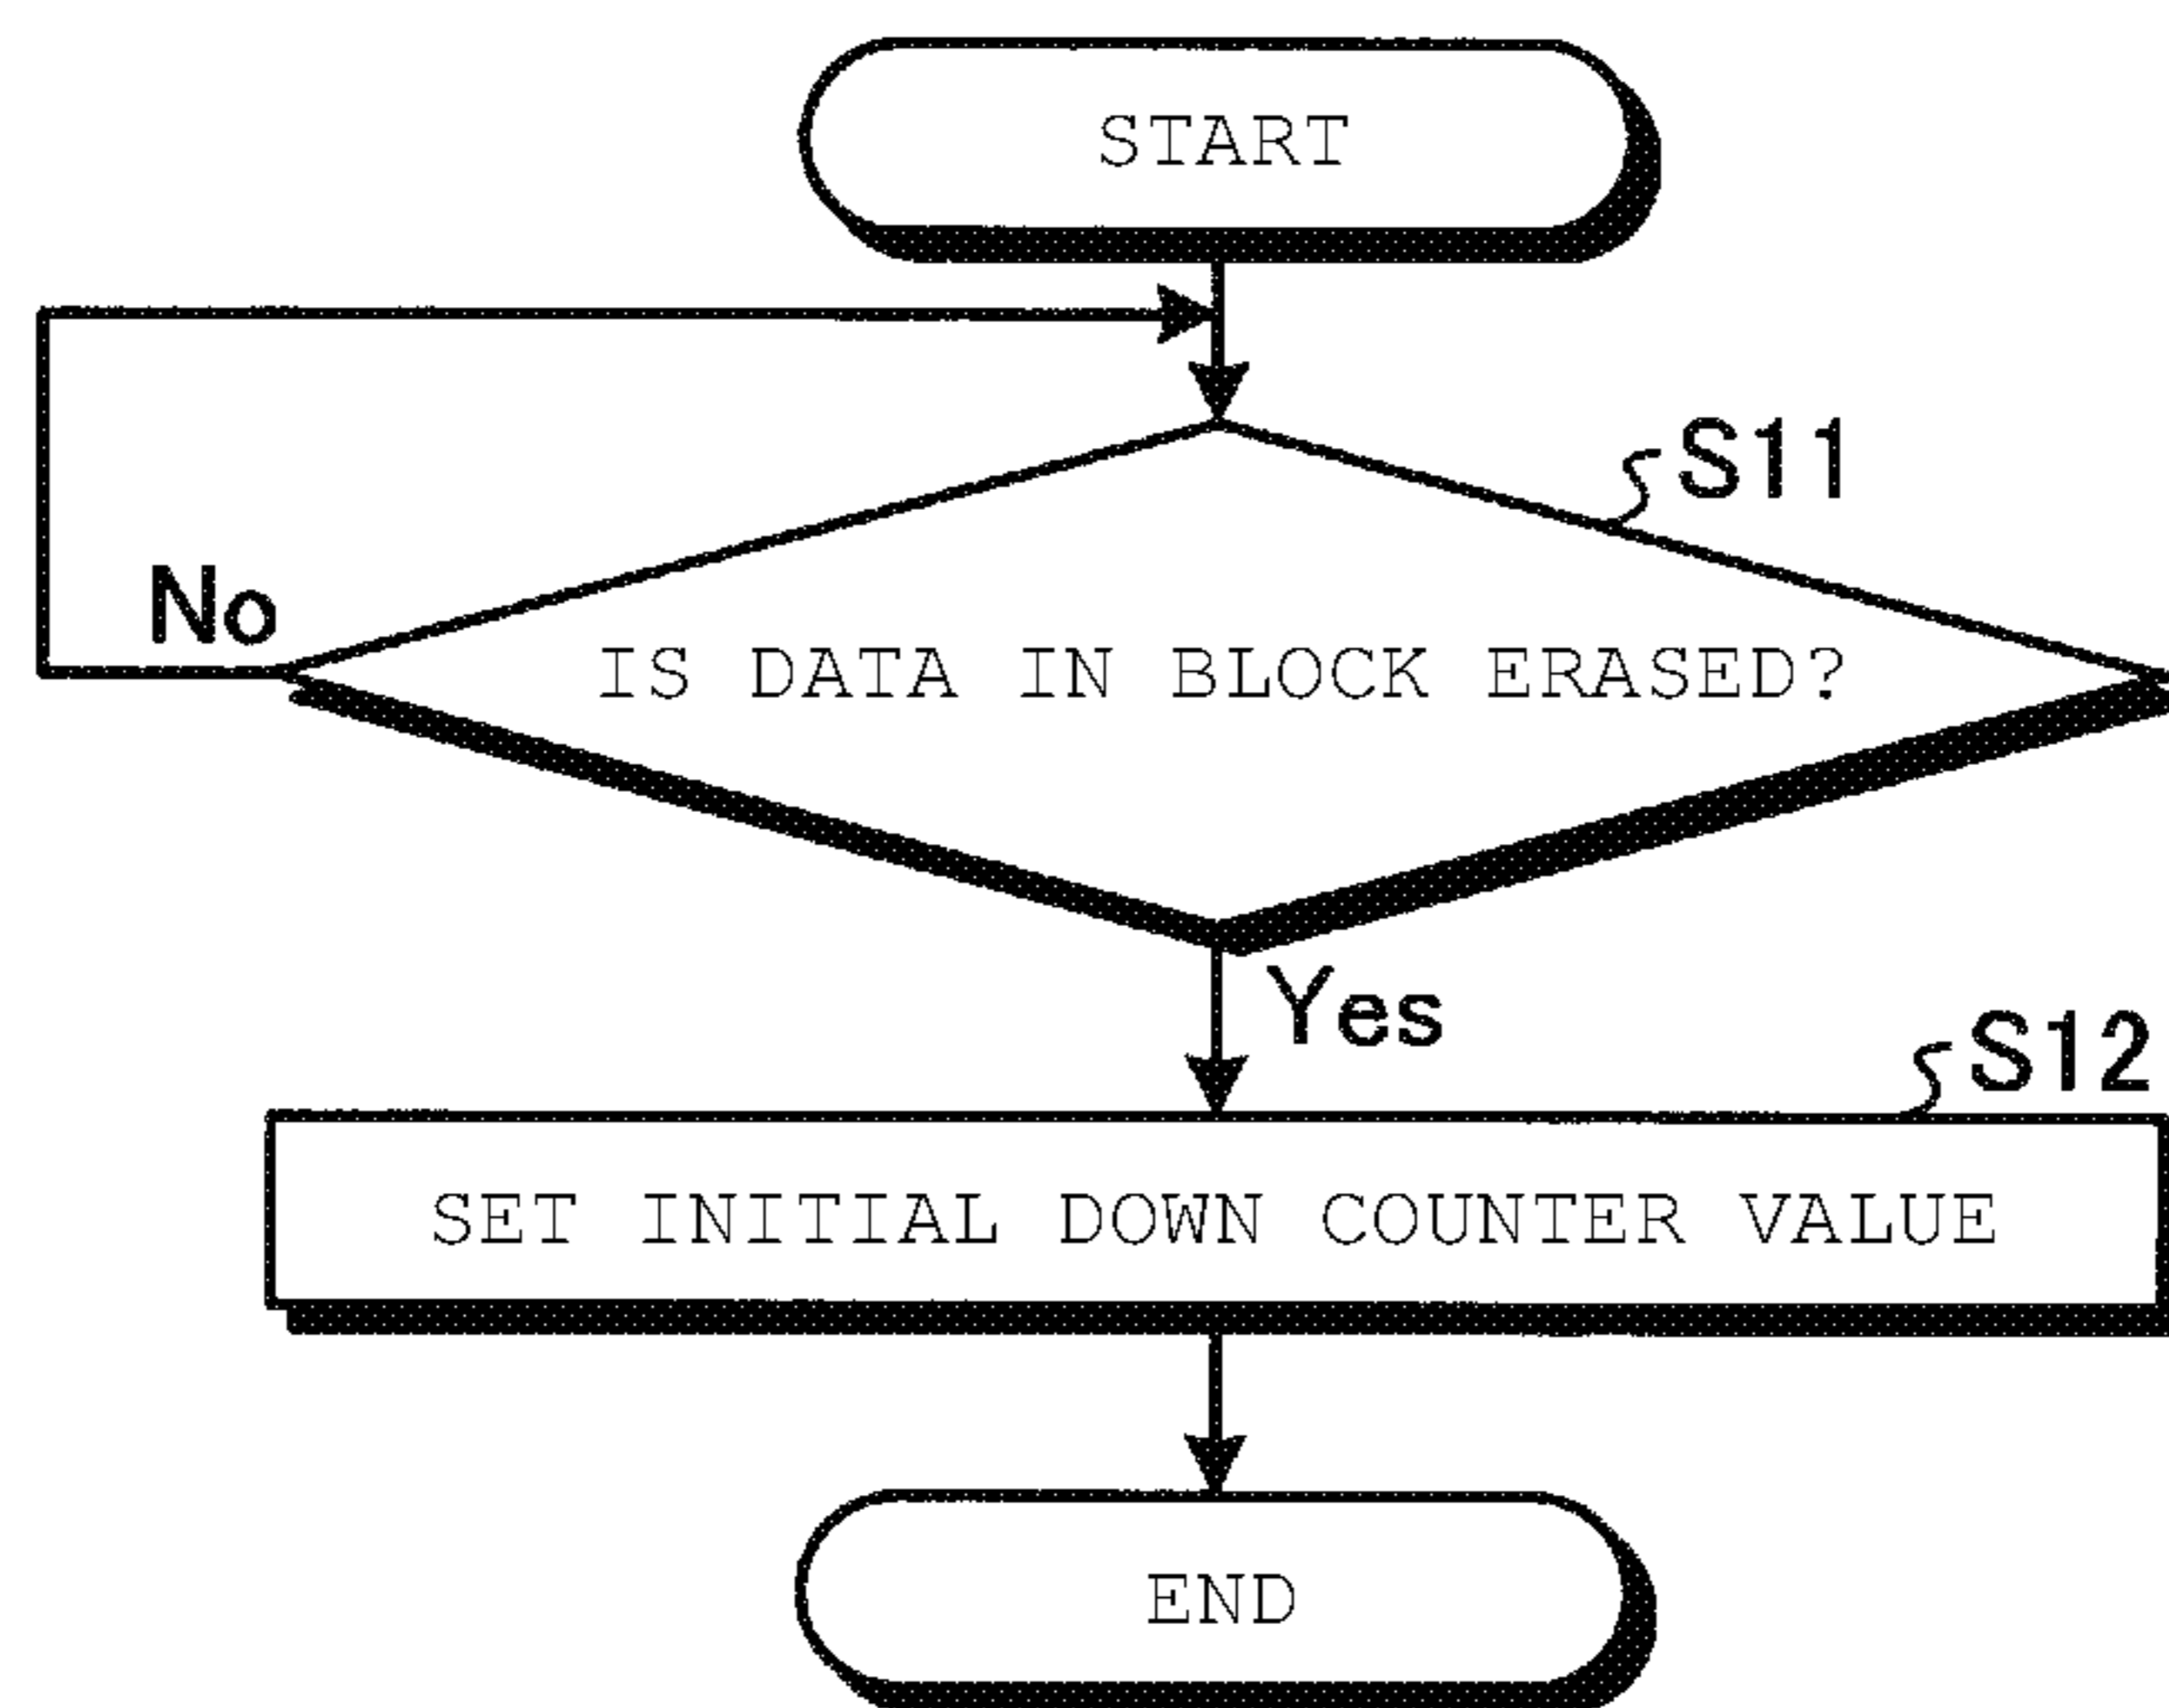 START
S11
No
IS DATA IN BLOCK ERASED?
Yes
S12
SET INITIAL DOWN COUNTER VALUE
END